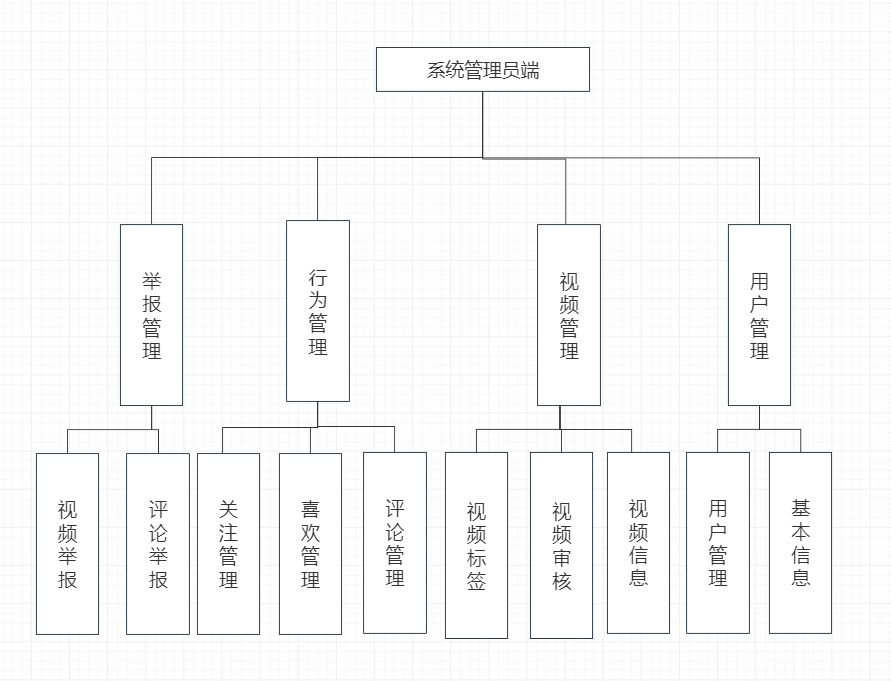 系统管理员端
举报管理
行为管理
视频管理
用户管理
视频举报
评论举报
关注管理
喜欢管理
评论管理
视频标签
视频审核
视频信息
用户管理
基本信息